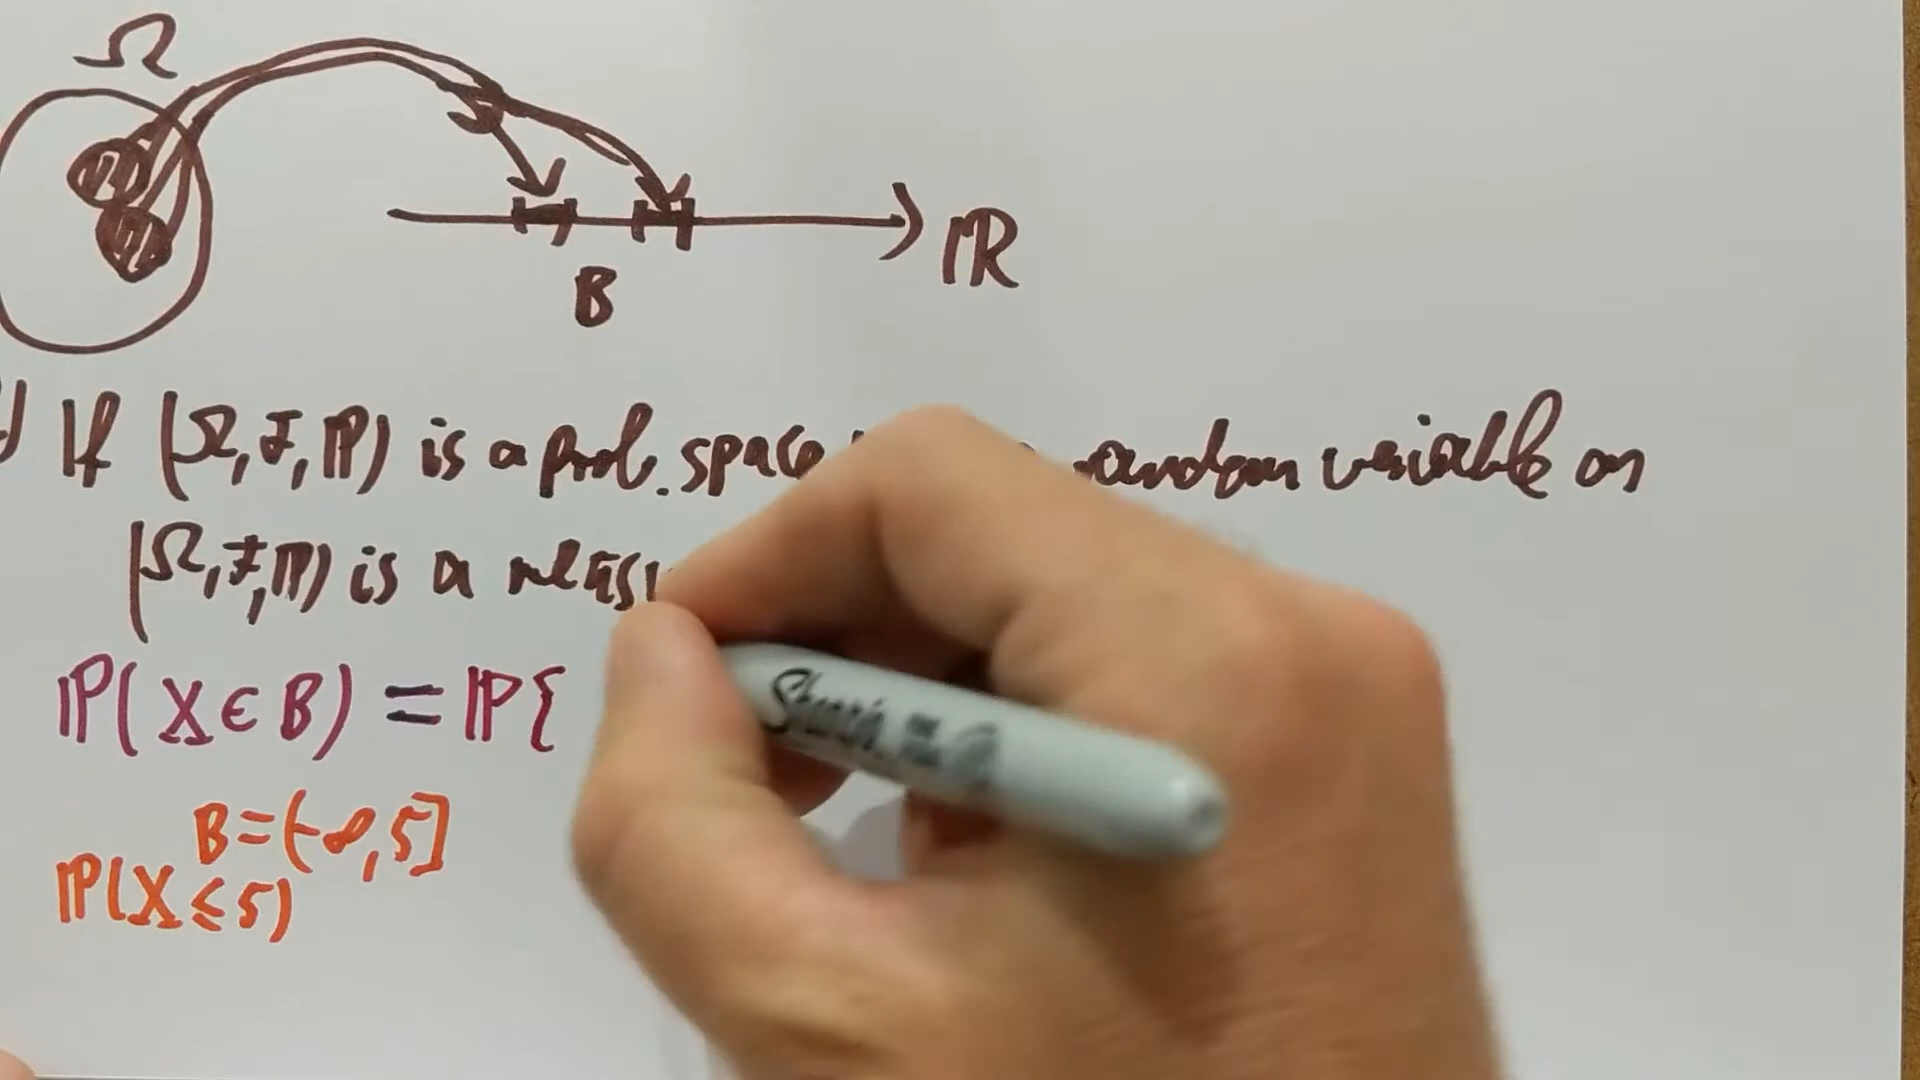 Ω
ℝ
B
If (Ω, F, ℙ) is a prob. space random variable on
(Ω, F, ℙ) is a
ℙ(X ∈ B) = ℙ{
B = (-∞, 5]
ℙ(X ≤ 5)
Sharpie